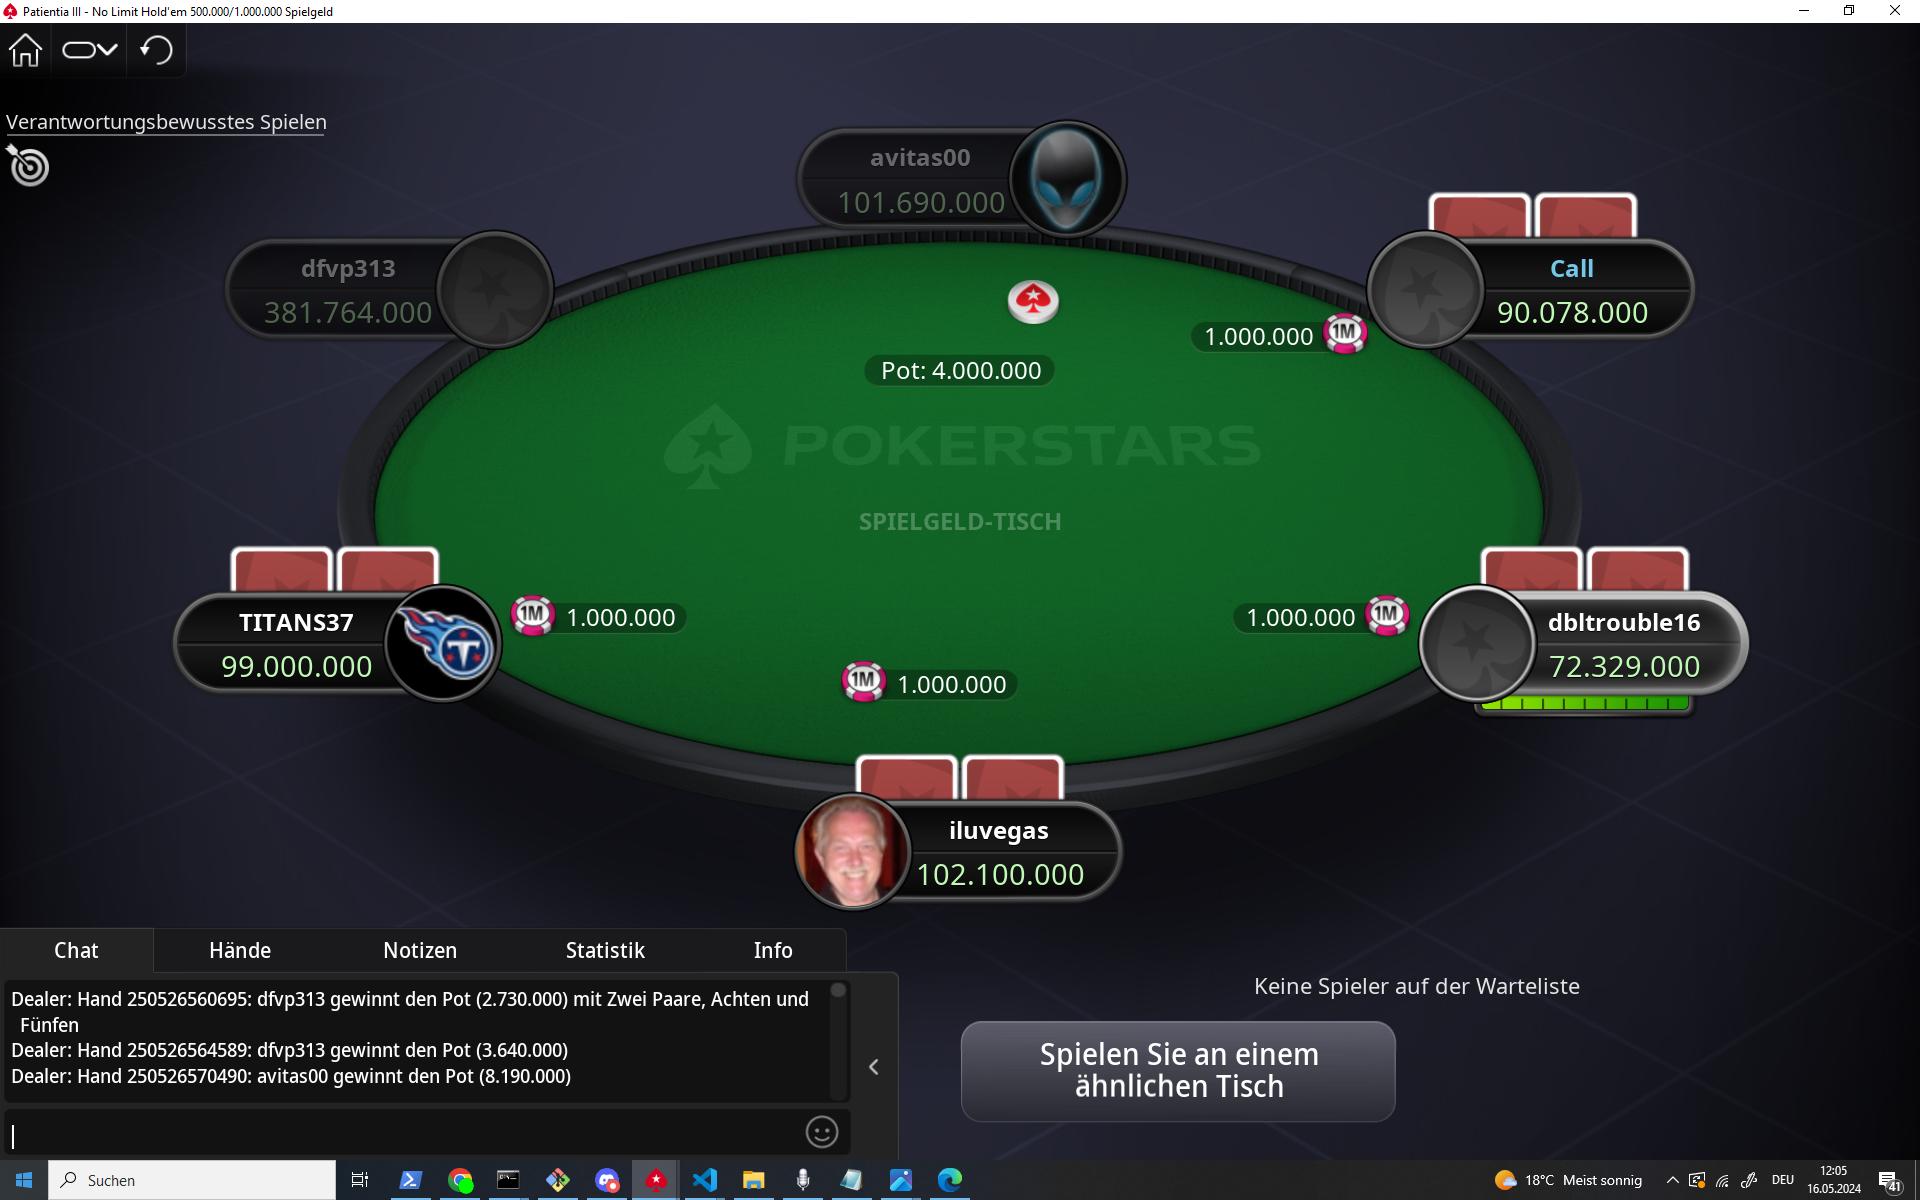 Patientia III - No Limit Hold'em 500.000/1.000.000 Spielgeld
Verantwortungsbewusstes Spielen
avitas00
101.690.000
dfvp313
381.764.000
Call
90.078.000
1.000.000
1M
Pot: 4.000.000
POKERSTARS
SPIELGELD-TISCH
TITANS37
99.000.000
T
1M
1.000.000
1.000.000
1M
dbltrouble16
72.329.000
1M
1.000.000
iluvegas
102.100.000
Chat
Hände
Notizen
Statistik
Info
Dealer: Hand 250526560695: dfvp313 gewinnt den Pot (2.730.000) mit Zwei Paare, Achten und
Fünfen
Dealer: Hand 250526564589: dfvp313 gewinnt den Pot (3.640.000)
Dealer: Hand 250526570490: avitas00 gewinnt den Pot (8.190.000)
Keine Spieler auf der Warteliste
Spielen Sie an einem
ähnlichen Tisch
Suchen
18°C Meist sonnig
DEU
12:05
16.05.2024
41